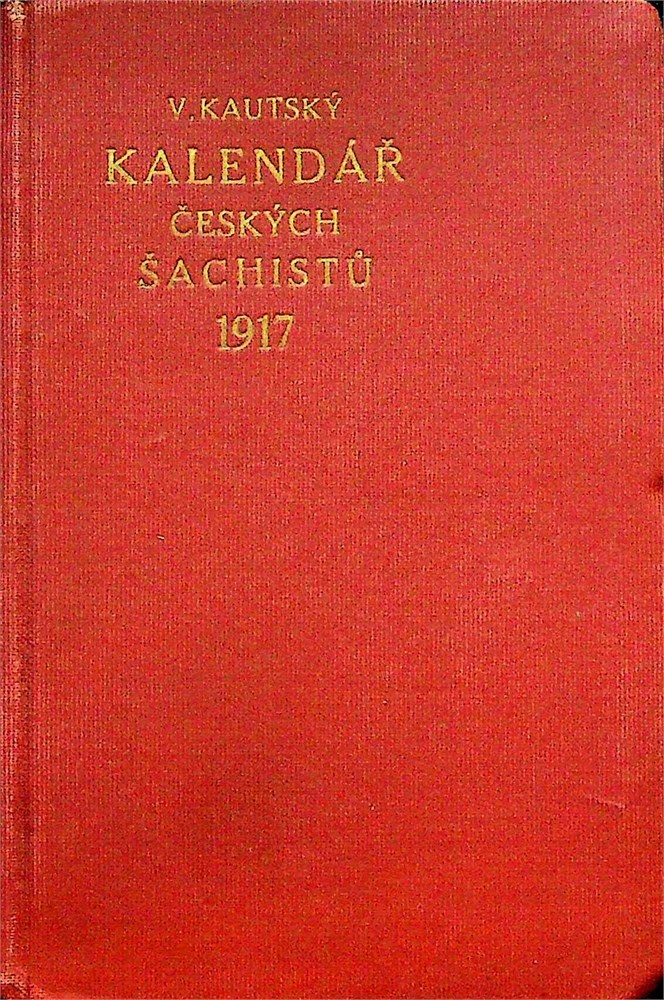 V. KAUTSKÝ
KALENDÁŘ
ČESKÝCH
ŠACHISTŮ
1917